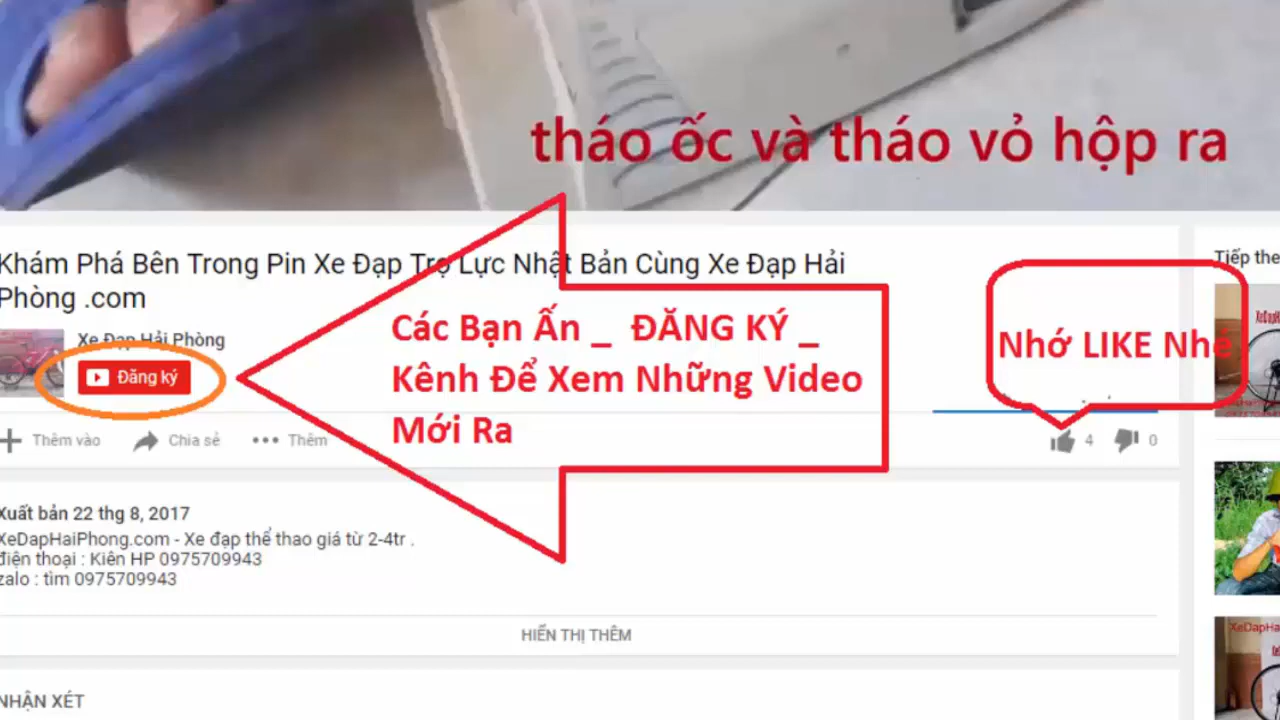 tháo ốc và tháo vỏ hộp ra
Khám Phá Bên Trong Pin Xe Đạp Trợ Lực Nhật Bản Cùng Xe Đạp Hải
Phòng .com
Xe Đạp Hải Phòng
Đăng ký
Các Bạn Ấn _ ĐĂNG KÝ _
Kênh Để Xem Những Video
Mới Ra
Nhớ LIKE Nhé
Tiếp the
Thêm vào
Chia sẻ
Thêm
4
0
Xuất bản 22 thg 8, 2017
XeDapHaiPhong.com - Xe đạp thể thao giá từ 2-4tr .
điện thoại : Kiên HP 0975709943
zalo : tìm 0975709943
HIỂN THỊ THÊM
NHẬN XÉT
XeDapHa